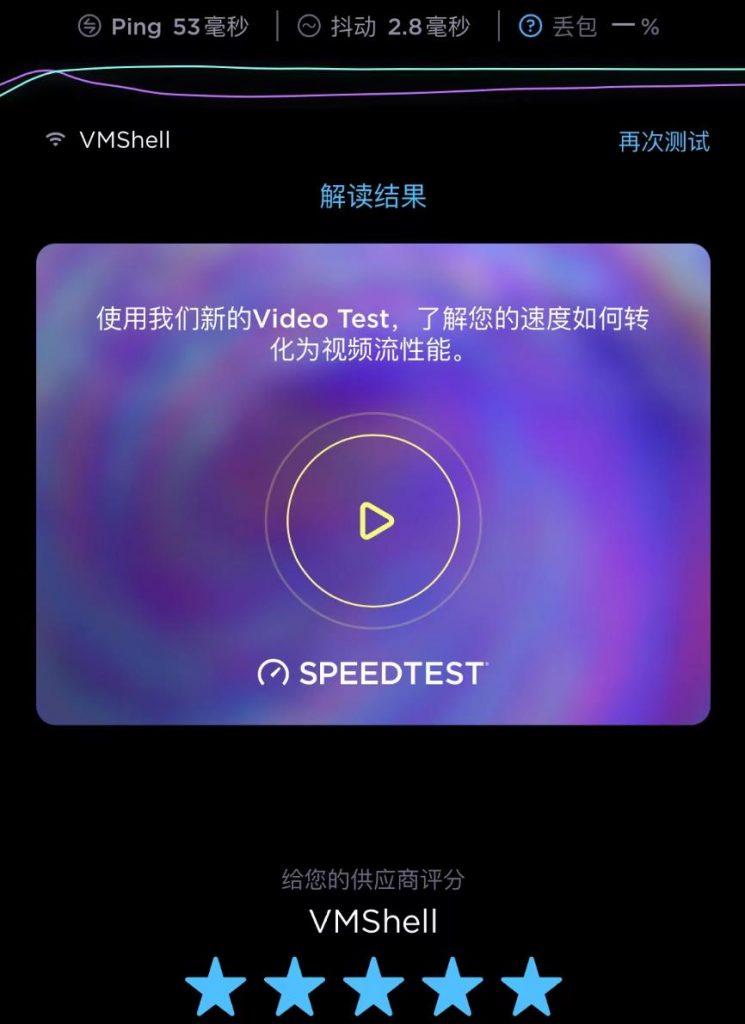 Ping 53毫秒 抖动 2.8毫秒 ? 丢包 一 %
VMShell 再次测试
解读结果
使用我们新的Video Test，了解您的速度如何转
化为视频流性能。
SPEEDTEST
给您的供应商评分
VMShell